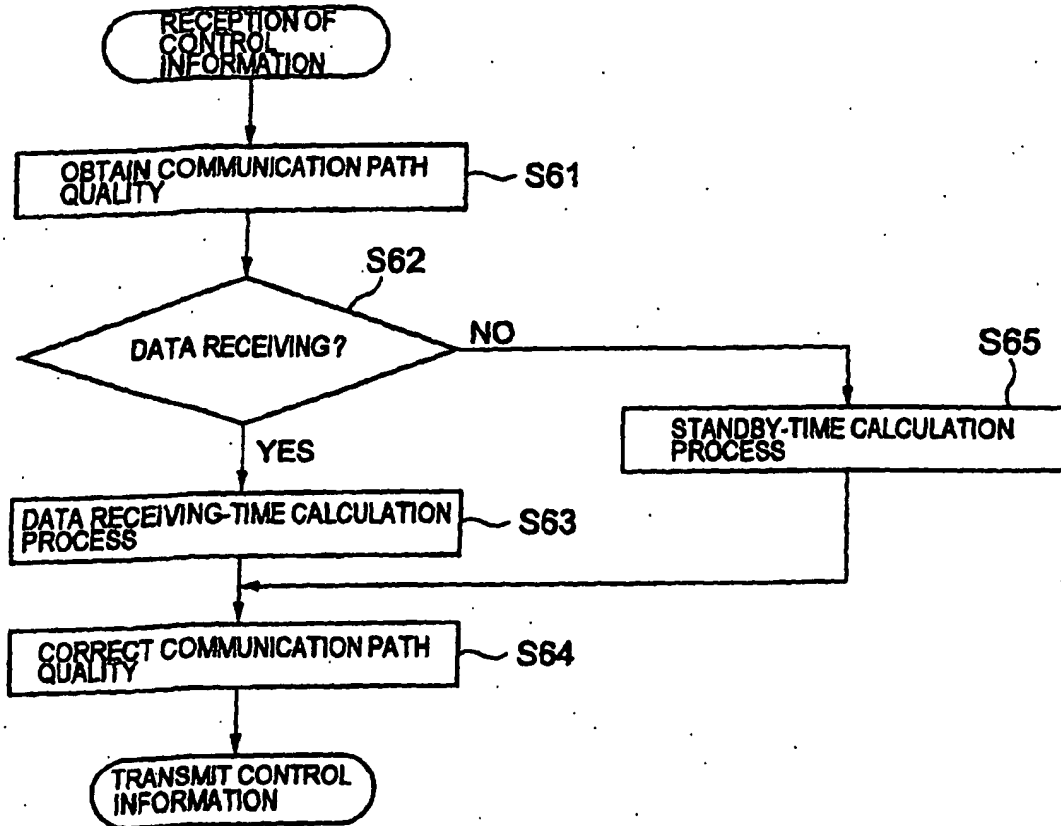 RECEPTION OF
CONTROL
INFORMATION
OBTAIN COMMUNICATION PATH
QUALITY
S61
S62
DATA RECEIVING?
NO
S65
STANDBY-TIME CALCULATION
PROCESS
YES
DATA RECEIVING-TIME CALCULATION
PROCESS
S63
CORRECT COMMUNICATION PATH
QUALITY
S64
TRANSMIT CONTROL
INFORMATION